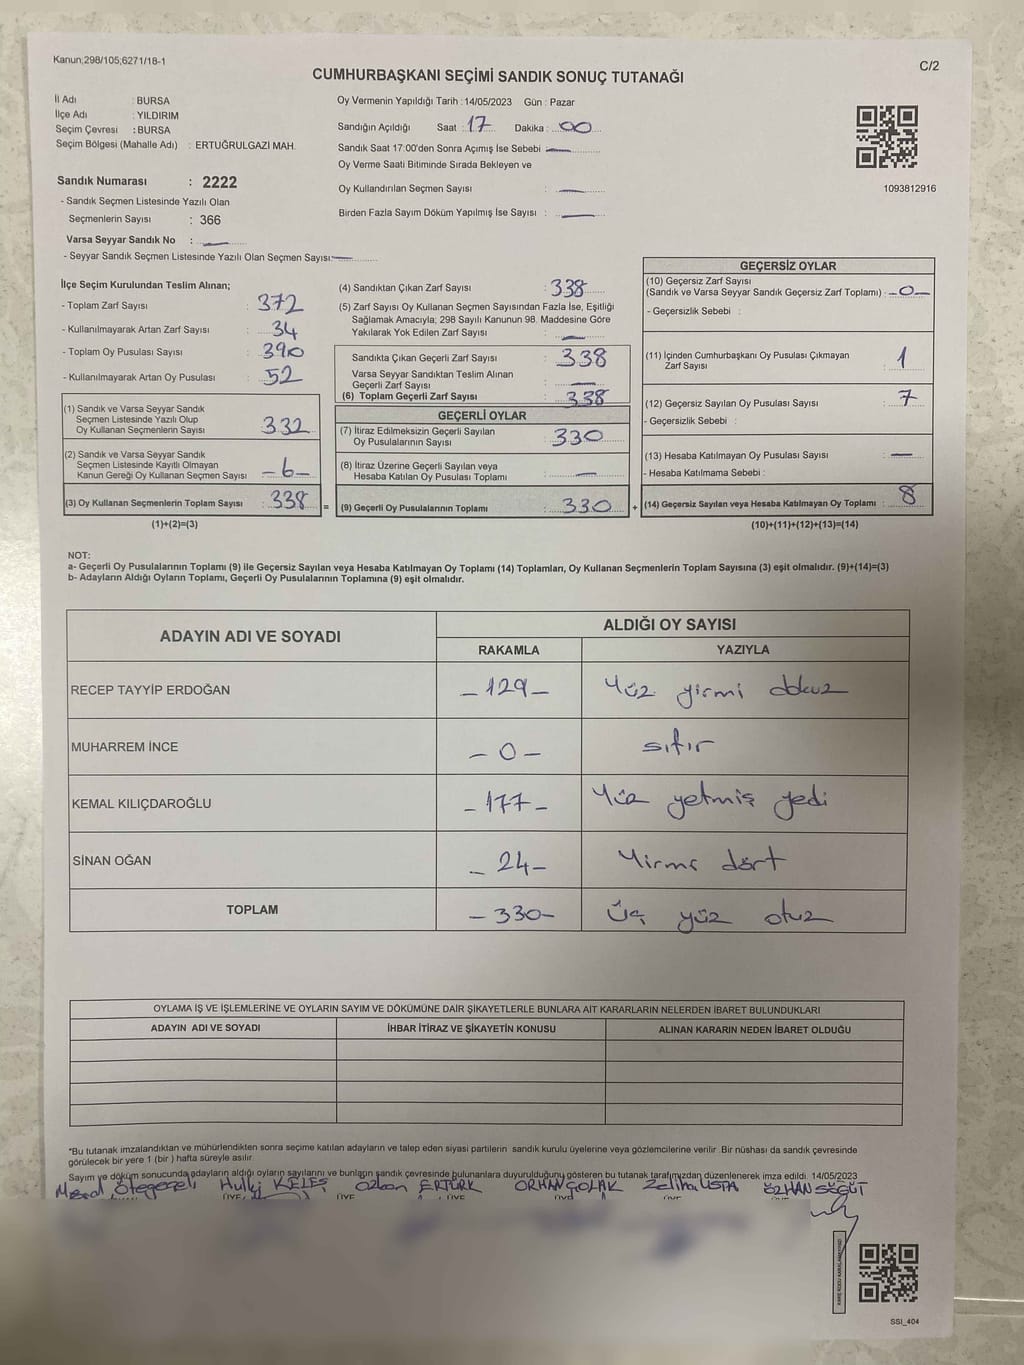 Kanun;298/105;6271/18-1
C/2
CUMHURBAŞKANI SEÇİMİ SANDIK SONUÇ TUTANAĞI
İl Adı : BURSA
İlçe Adı : YILDIRIM
Seçim Çevresi : BURSA
Seçim Bölgesi (Mahalle Adı) : ERTUĞRULGAZİ MAH.
Sandık Numarası : 2222
- Sandık Seçmen Listesinde Yazılı Olan
Seçmenlerin Sayısı : 366
Varsa Seyyar Sandık No : —
- Seyyar Sandık Seçmen Listesinde Yazılı Olan Seçmen Sayısı: —
Oy Vermenin Yapıldığı Tarih : 14/05/2023 Gün : Pazar
Sandığın Açıldığı Saat : 17 Dakika : 00
Sandık Saat 17:00'den Sonra Açımış İse Sebebi —
Oy Verme Saati Bitiminde Sırada Bekleyen ve
Oy Kullandırılan Seçmen Sayısı : —
Birden Fazla Sayım Döküm Yapılmış İse Sayısı : —
1093812916
İlçe Seçim Kurulundan Teslim Alınan;
- Toplam Zarf Sayısı : 372
- Kullanılmayarak Artan Zarf Sayısı : 34
- Toplam Oy Pusulası Sayısı : 390
- Kullanılmayarak Artan Oy Pusulası : 52
(1) Sandık ve Varsa Seyyar Sandık
Seçmen Listesinde Yazılı Olup
Oy Kullanan Seçmenlerin Sayısı : 332
(2) Sandık ve Varsa Seyyar Sandık
Seçmen Listesinde Kayıtlı Olmayan
Kanun Gereği Oy Kullanan Seçmen Sayısı : -6-
(3) Oy Kullanan Seçmenlerin Toplam Sayısı : 338
(1)+(2)=(3)
(4) Sandıktan Çıkan Zarf Sayısı : 338
(5) Zarf Sayısı Oy Kullanan Seçmen Sayısından Fazla İse, Eşitliği
Sağlamak Amacıyla; 298 Sayılı Kanunun 98. Maddesine Göre
Yakılarak Yok Edilen Zarf Sayısı : —
Sandıkta Çıkan Geçerli Zarf Sayısı : 338
Varsa Seyyar Sandıktan Teslim Alınan
Geçerli Zarf Sayısı : —
(6) Toplam Geçerli Zarf Sayısı : 338
GEÇERLİ OYLAR
(7) İtiraz Edilmeksizin Geçerli Sayılan
Oy Pusulalarının Sayısı : 330
(8) İtiraz Üzerine Geçerli Sayılan veya
Hesaba Katılan Oy Pusulası Toplamı : —
= (9) Geçerli Oy Pusulalarının Toplamı : 330
GEÇERSİZ OYLAR
(10) Geçersiz Zarf Sayısı
(Sandık ve Varsa Seyyar Sandık Geçersiz Zarf Toplamı) : -0-
- Geçersizlik Sebebi :
(11) İçinden Cumhurbaşkanı Oy Pusulası Çıkmayan
Zarf Sayısı : 1
(12) Geçersiz Sayılan Oy Pusulası Sayısı : 7
- Geçersizlik Sebebi :
(13) Hesaba Katılmayan Oy Pusulası Sayısı : —
- Hesaba Katılmama Sebebi :
+ (14) Geçersiz Sayılan veya Hesaba Katılmayan Oy Toplamı : 8
(10)+(11)+(12)+(13)=(14)
NOT:
a- Geçerli Oy Pusulalarının Toplamı (9) ile Geçersiz Sayılan veya Hesaba Katılmayan Oy Toplamı (14) Toplamları, Oy Kullanan Seçmenlerin Toplam Sayısına (3) eşit olmalıdır. (9)+(14)=(3)
b- Adayların Aldığı Oyların Toplamı, Geçerli Oy Pusulalarının Toplamına (9) eşit olmalıdır.
ADAYIN ADI VE SOYADI ALDIĞI OY SAYISI
RAKAMLA YAZIYLA
RECEP TAYYİP ERDOĞAN -129- Yüz yirmi dokuz
MUHARREM İNCE -0- sıfır
KEMAL KILIÇDAROĞLU -177- Yüz yetmiş yedi
SİNAN OĞAN -24- Yirmi dört
TOPLAM -330- Üç yüz otuz
OYLAMA İŞ VE İŞLEMLERİNE VE OYLARIN SAYIM VE DÖKÜMÜNE DAİR ŞİKAYETLERLE BUNLARA AİT KARARLARIN NELERDEN İBARET BULUNDUKLARI
ADAYIN ADI VE SOYADI İHBAR İTİRAZ VE ŞİKAYETİN KONUSU ALINAN KARARIN NEDEN İBARET OLDUĞU
*Bu tutanak imzalandıktan ve mühürlendikten sonra seçime katılan adayların ve talep eden siyasi partilerin sandık kurulu üyelerine veya gözlemcilerine verilir .Bir nüshası da sandık çevresinde
görülecek bir yere 1 (bir ) hafta süreyle asılır.
Sayım ve döküm sonucunda adayların aldığı oyların sayılarını ve bunların sandık çevresinde bulunanlara duyurulduğunu gösteren bu tutanak tarafımızdan düzenlenerek imza edildi. 14/05/2023
Hulki KELEŞ Özkan ERTÜRK ORHAN ÇOLAK Zeliha USTA ÖZHAN SÖĞÜT
SSI_404